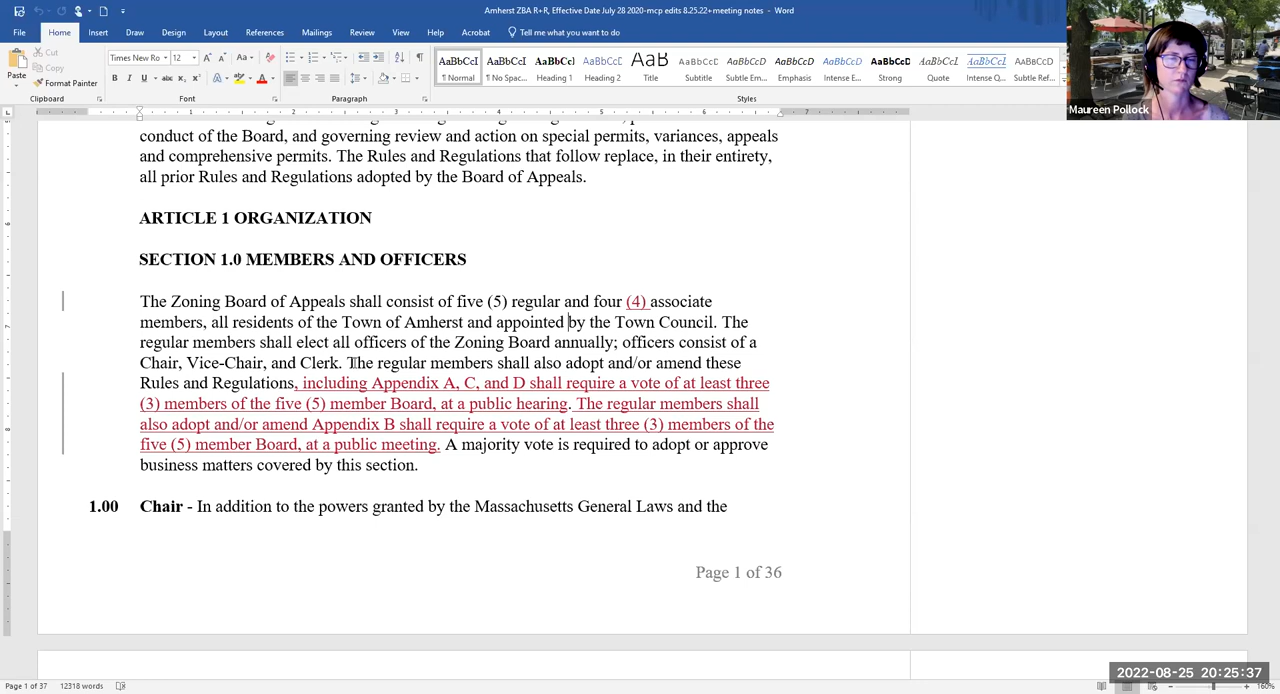 Amherst ZBA R+R, Effective Date July 28 2020-mcp edits 8.25.22+meeting notes - Word
File Home Insert Draw Design Layout References Mailings Review View Help Acrobat Tell me what you want to do
Paste
Cut
Copy
Format Painter
Times New Ro 12
Clipboard Font Paragraph Styles
AaBbCcI AaBbCcI AaBbCcl AaBbCcI AaB AaBbCcD AaBbCcI AaBbCcI AaBbCcI AaBbCcD AaBbCcI AaBbCcI AaBbCcD
¶ Normal ¶ No Spac... Heading 1 Heading 2 Title Subtitle Subtle Em... Emphasis Intense E... Strong Quote Intense Q... Subtle Ref...
Maureen Pollock
conduct of the Board, and governing review and action on special permits, variances, appeals
and comprehensive permits. The Rules and Regulations that follow replace, in their entirety,
all prior Rules and Regulations adopted by the Board of Appeals.
ARTICLE 1 ORGANIZATION
SECTION 1.0 MEMBERS AND OFFICERS
The Zoning Board of Appeals shall consist of five (5) regular and four (4) associate
members, all residents of the Town of Amherst and appointed by the Town Council. The
regular members shall elect all officers of the Zoning Board annually; officers consist of a
Chair, Vice-Chair, and Clerk. The regular members shall also adopt and/or amend these
Rules and Regulations, including Appendix A, C, and D shall require a vote of at least three
(3) members of the five (5) member Board, at a public hearing. The regular members shall
also adopt and/or amend Appendix B shall require a vote of at least three (3) members of the
five (5) member Board, at a public meeting. A majority vote is required to adopt or approve
business matters covered by this section.
1.00 Chair - In addition to the powers granted by the Massachusetts General Laws and the
Page 1 of 36
2022-08-25 20:25:37
Page 1 of 37 12318 words 160%